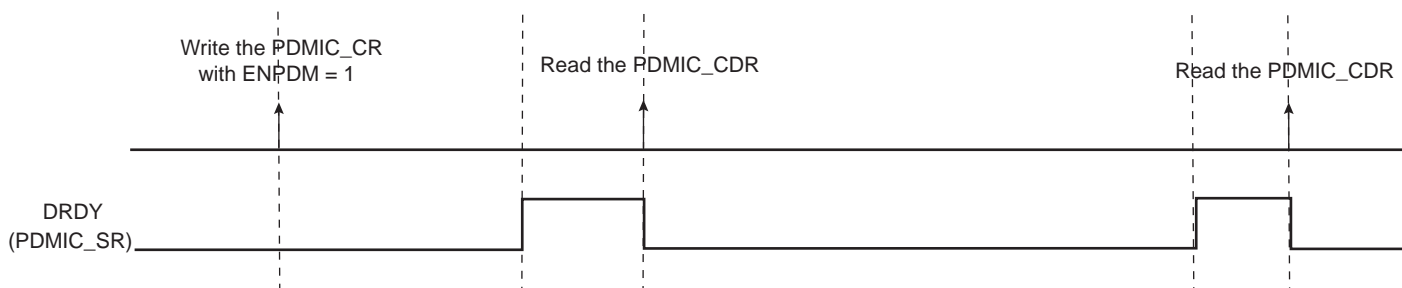 Write the PDMIC_CR
with ENPDM = 1
Read the PDMIC_CDR
Read the PDMIC_CDR
DRDY
(PDMIC_SR)